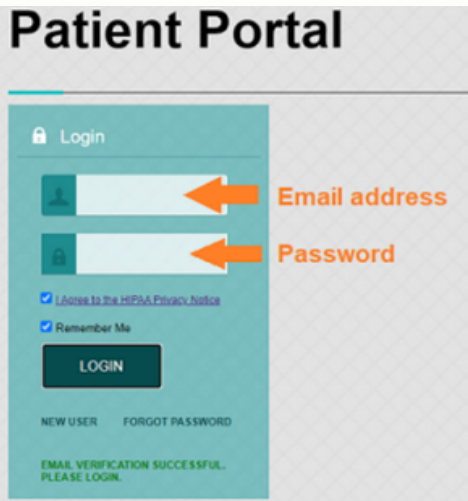 Patient Portal
Login
Email address
Password
I Agree to the HIPAA Privacy Notice
Remember Me
LOGIN
NEW USER FORGOT PASSWORD
EMAIL VERIFICATION SUCCESSFUL.
PLEASE LOGIN.